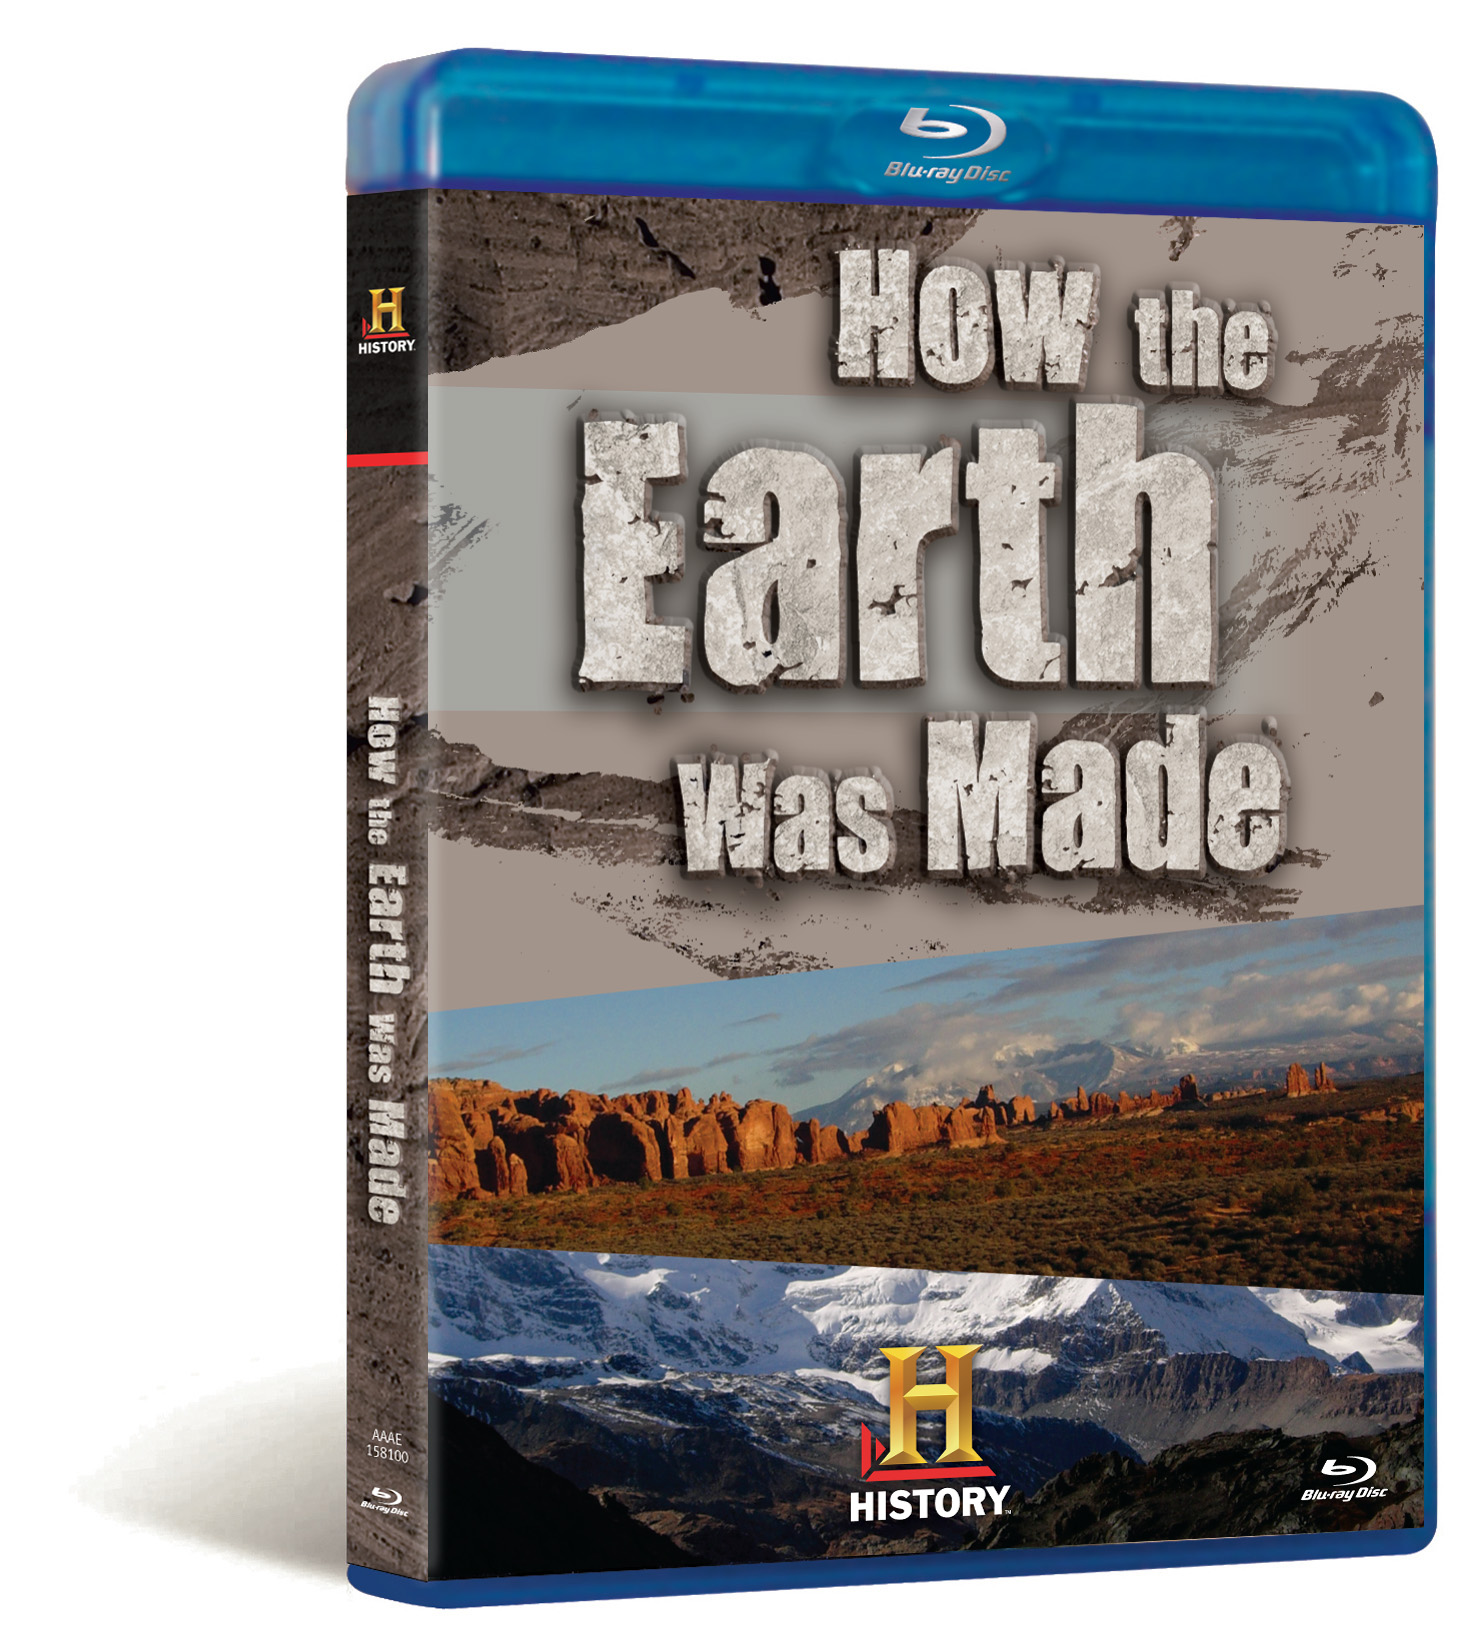 Blu-ray Disc
How the
Earth
Was Made
HISTORY™
Blu-ray Disc
HISTORY
How the Earth was Made
AAAE
158100
Blu-ray Disc